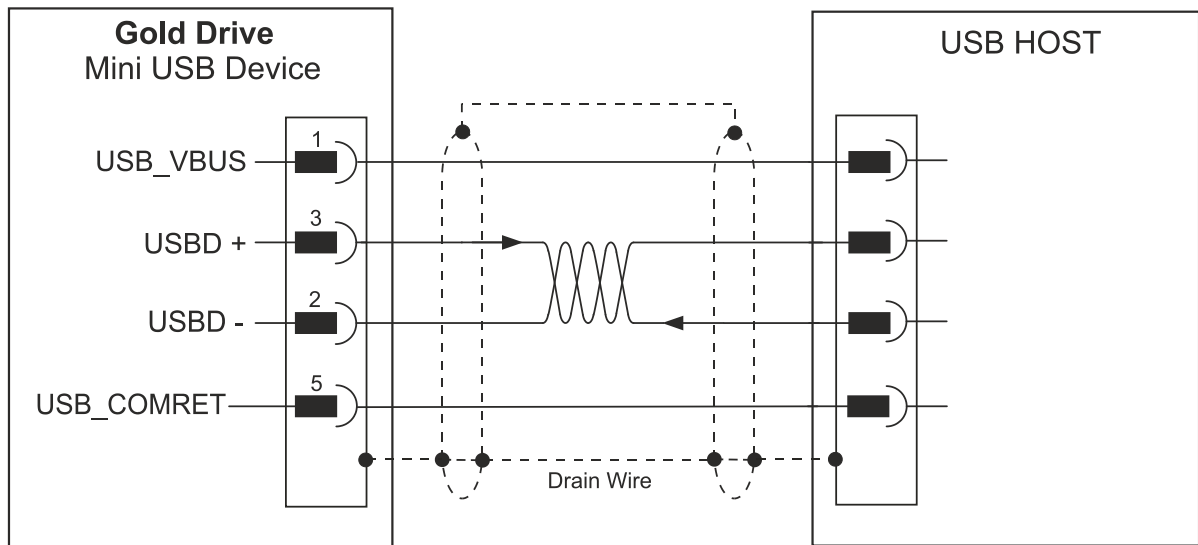 Gold Drive
Mini USB Device
USB HOST
1
USB_VBUS
3
USBD +
2
USBD -
5
USB_COMRET
Drain Wire